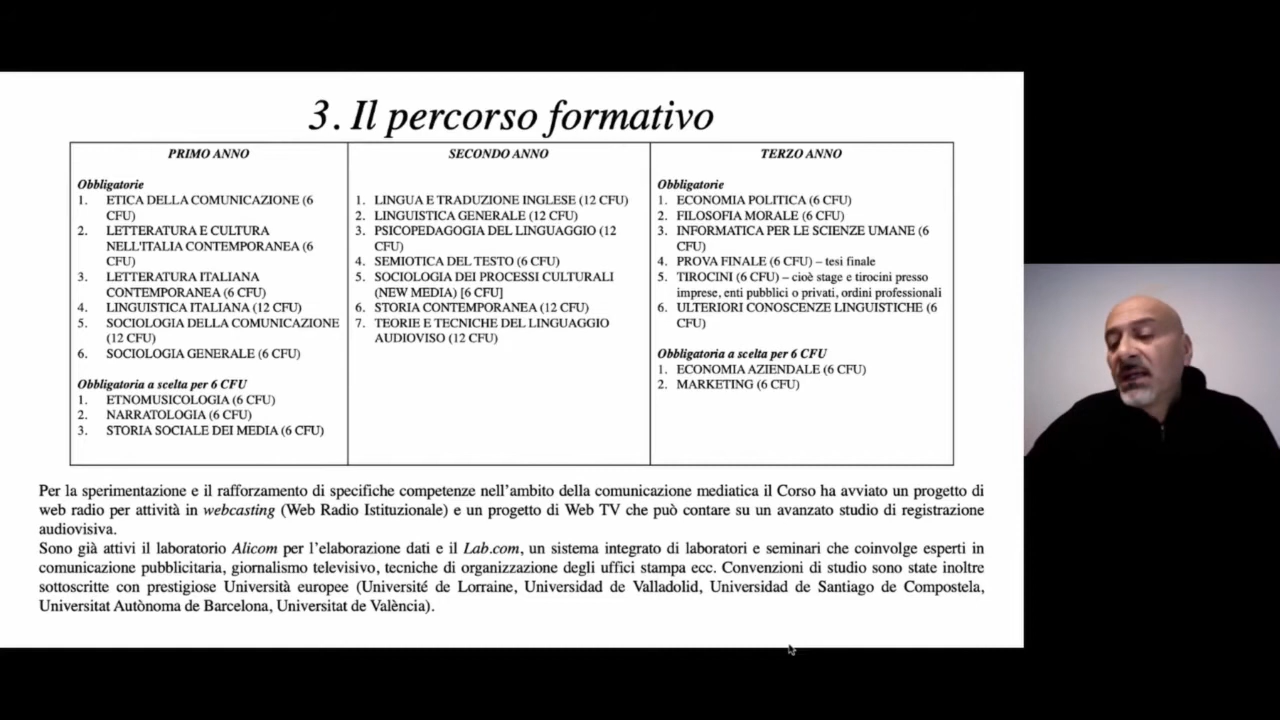 3. Il percorso formativo
PRIMO ANNO
Obbligatorie
1. ETICA DELLA COMUNICAZIONE (6
CFU)
2. LETTERATURA E CULTURA
NELL'ITALIA CONTEMPORANEA (6
CFU)
3. LETTERATURA ITALIANA
CONTEMPORANEA (6 CFU)
4. LINGUISTICA ITALIANA (12 CFU)
5. SOCIOLOGIA DELLA COMUNICAZIONE
(12 CFU)
6. SOCIOLOGIA GENERALE (6 CFU)
Obbligatoria a scelta per 6 CFU
1. ETNOMUSICOLOGIA (6 CFU)
2. NARRATOLOGIA (6 CFU)
3. STORIA SOCIALE DEI MEDIA (6 CFU)
SECONDO ANNO
1. LINGUA E TRADUZIONE INGLESE (12 CFU)
2. LINGUISTICA GENERALE (12 CFU)
3. PSICOPEDAGOGIA DEL LINGUAGGIO (12
CFU)
4. SEMIOTICA DEL TESTO (6 CFU)
5. SOCIOLOGIA DEI PROCESSI CULTURALI
(NEW MEDIA) [6 CFU]
6. STORIA CONTEMPORANEA (12 CFU)
7. TEORIE E TECNICHE DEL LINGUAGGIO
AUDIOVISO (12 CFU)
TERZO ANNO
Obbligatorie
1. ECONOMIA POLITICA (6 CFU)
2. FILOSOFIA MORALE (6 CFU)
3. INFORMATICA PER LE SCIENZE UMANE (6
CFU)
4. PROVA FINALE (6 CFU) – tesi finale
5. TIROCINI (6 CFU) – cioè stage e tirocini presso
imprese, enti pubblici o privati, ordini professionali
6. ULTERIORI CONOSCENZE LINGUISTICHE (6
CFU)
Obbligatoria a scelta per 6 CFU
1. ECONOMIA AZIENDALE (6 CFU)
2. MARKETING (6 CFU)
Per la sperimentazione e il rafforzamento di specifiche competenze nell’ambito della comunicazione mediatica il Corso ha avviato un progetto di
web radio per attività in webcasting (Web Radio Istituzionale) e un progetto di Web TV che può contare su un avanzato studio di registrazione
audiovisiva.
Sono già attivi il laboratorio Alicom per l’elaborazione dati e il Lab.com, un sistema integrato di laboratori e seminari che coinvolge esperti in
comunicazione pubblicitaria, giornalismo televisivo, tecniche di organizzazione degli uffici stampa ecc. Convenzioni di studio sono state inoltre
sottoscritte con prestigiose Università europee (Université de Lorraine, Universidad de Valladolid, Universidad de Santiago de Compostela,
Universitat Autònoma de Barcelona, Universitat de València).